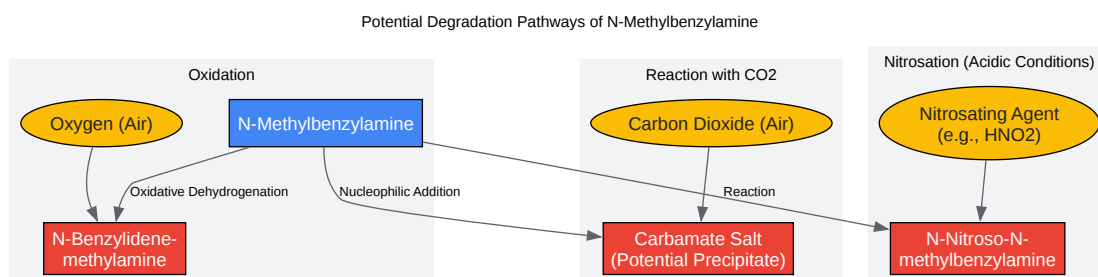 Potential Degradation Pathways of N-Methylbenzylamine
Oxidation
Reaction with CO2
Nitrosation (Acidic Conditions)
Oxygen (Air)
N-Methylbenzylamine
Carbon Dioxide (Air)
Nitrosating Agent
(e.g., HNO2)
Oxidative Dehydrogenation
Nucleophilic Addition
Reaction
N-Benzylidene-
methylamine
Carbamate Salt
(Potential Precipitate)
N-Nitroso-N-
methylbenzylamine